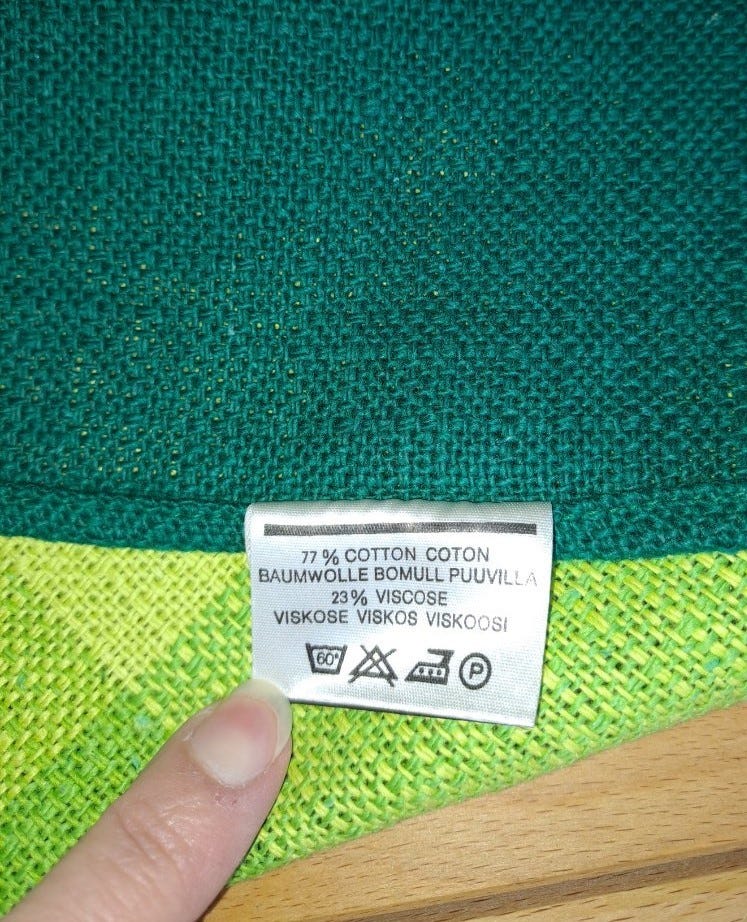 77 % COTTON COTON
BAUMWOLLE BOMULL PUUVILLA
23% VISCOSE
VISKOSE VISKOS VISKOOSI
60° P